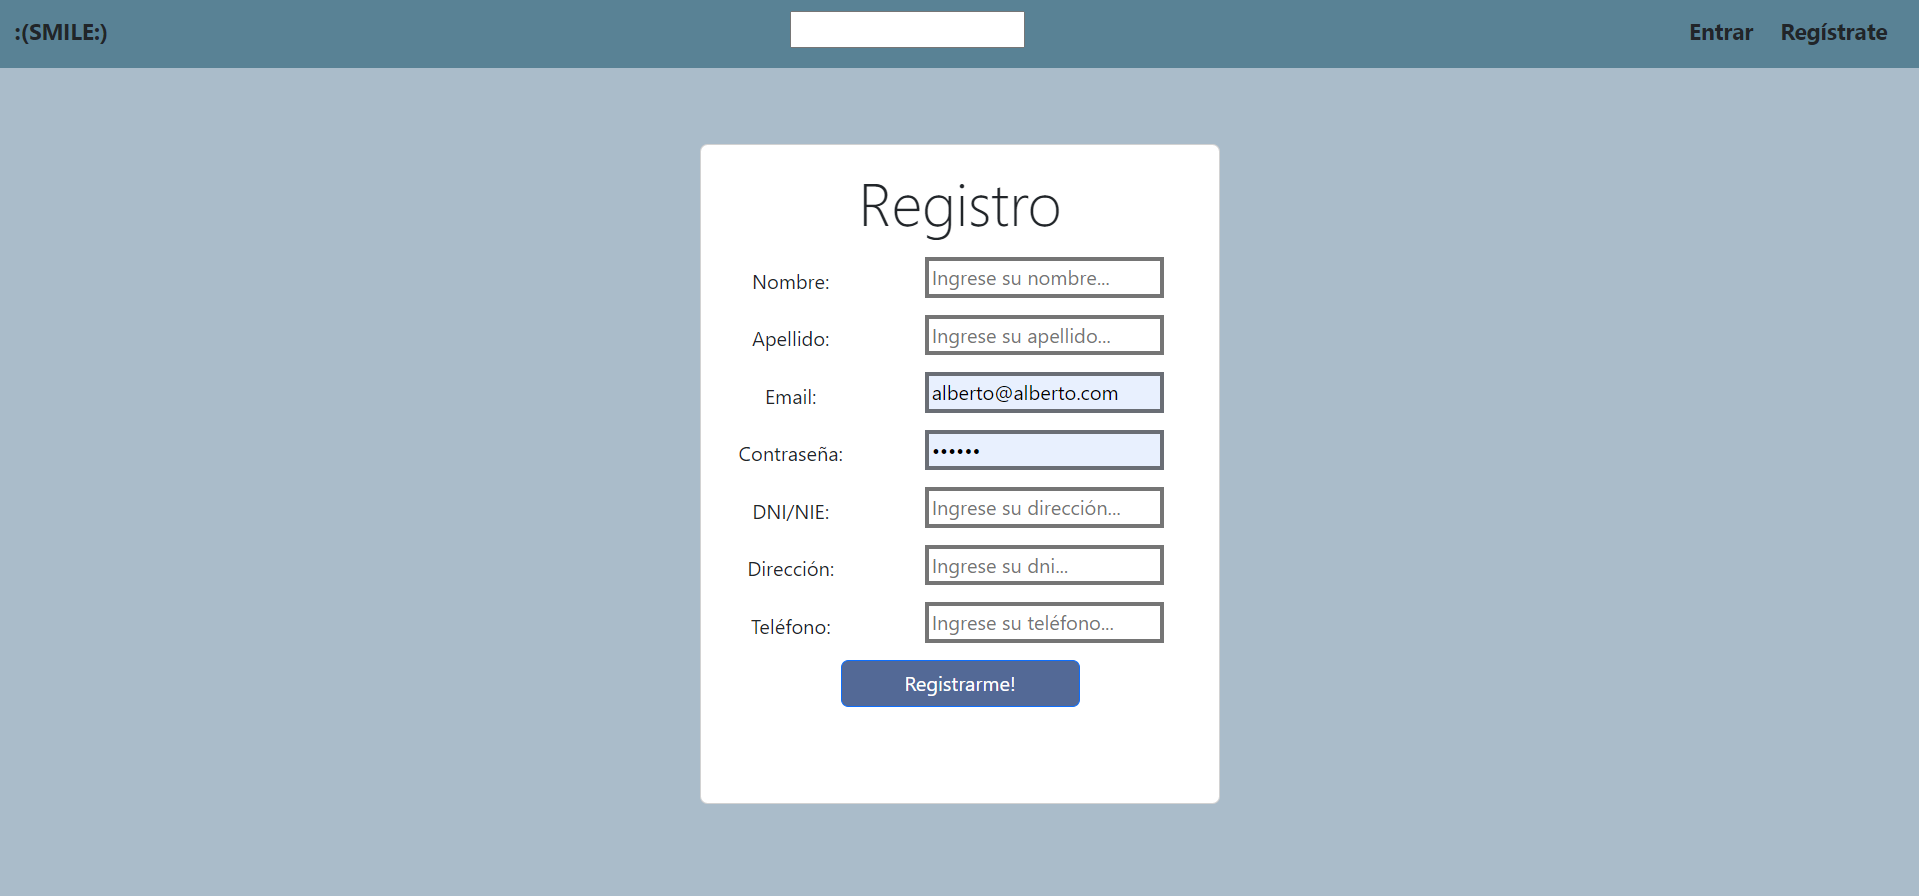 :(SMILE:) Entrar Regístrate
Registro
Nombre: Ingrese su nombre...
Apellido: Ingrese su apellido...
Email: alberto@alberto.com
Contraseña: ••••••
DNI/NIE: Ingrese su dirección...
Dirección: Ingrese su dni...
Teléfono: Ingrese su teléfono...
Registrarme!